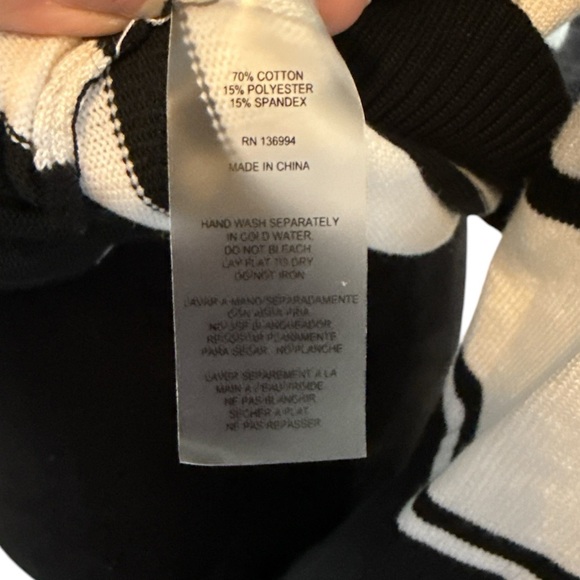 70% COTTON
15% POLYESTER
15% SPANDEX
RN 136994
MADE IN CHINA
HAND WASH SEPARATELY
IN COLD WATER,
DO NOT BLEACH
LAY FLAT TO DRY
DO NOT IRON
LAVAR A MANO SEPARADAMENTE
CON AGUA FRIA
NO USE BLANQUEADOR
PARA SECAR NO PLANCHE
LAVER SEPAREMENT A LA
MAIN A L'EAU FROIDE
NE PAS BLANCHIR
SECHER A PLAT
NE PAS REPASSER